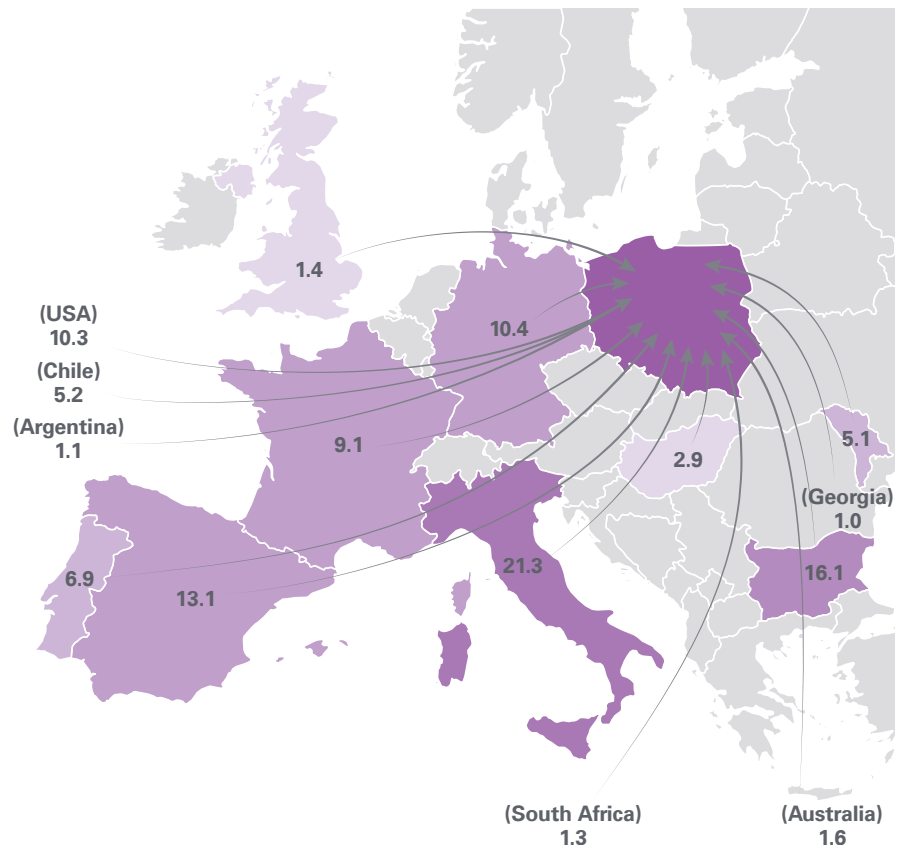 1.4
(USA)
10.3
10.4
(Chile)
5.2
(Argentina)
1.1
9.1
5.1
2.9
(Georgia)
1.0
21.3
16.1
6.9
13.1
(South Africa)
1.3
(Australia)
1.6